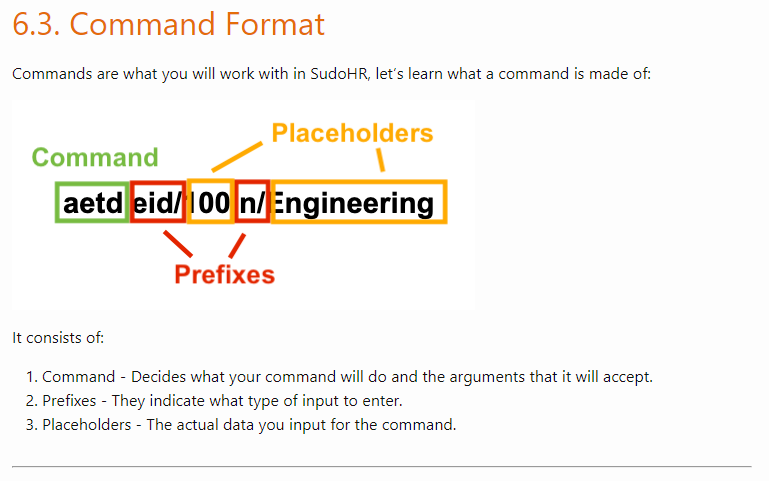 6.3. Command Format
Commands are what you will work with in SudoHR, let’s learn what a command is made of:
Placeholders
Command
aetd eid/100 n/Engineering
Prefixes
It consists of:
1. Command - Decides what your command will do and the arguments that it will accept.
2. Prefixes - They indicate what type of input to enter.
3. Placeholders - The actual data you input for the command.